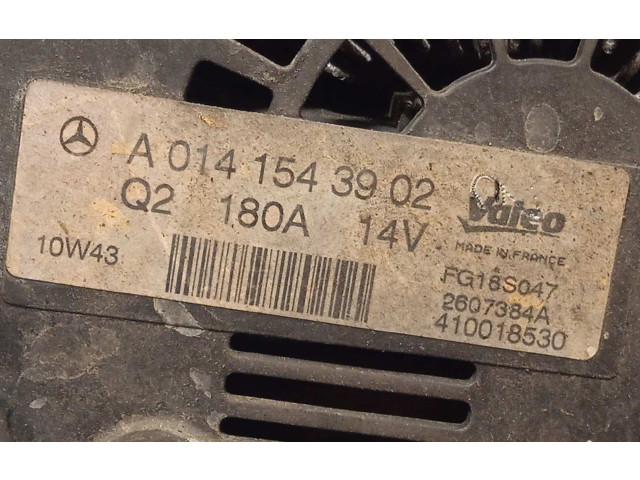 A 014 154 39 02
Q2 180A 14V
Valeo
MADE IN FRANCE
10W43
FG18S047
2607384A
410018530